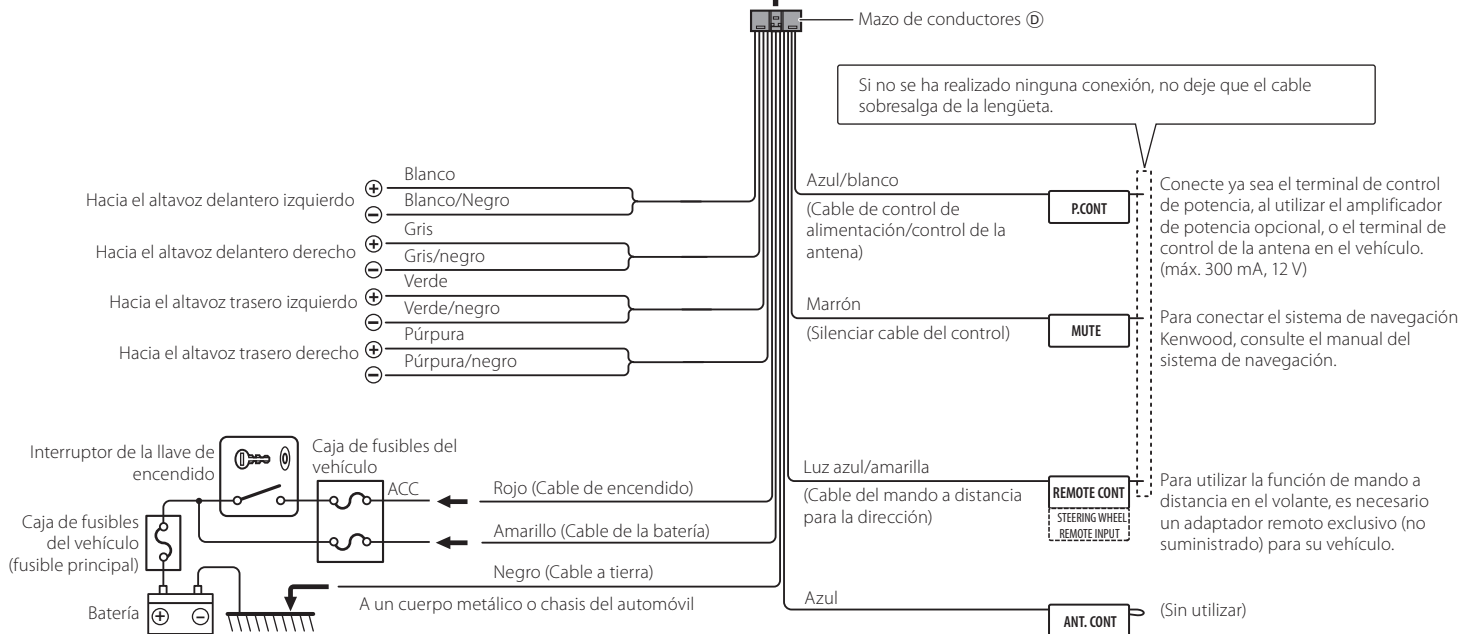 Mazo de conductores Ⓓ
Si no se ha realizado ninguna conexión, no deje que el cable
sobresalga de la lengüeta.
Hacia el altavoz delantero izquierdo
Blanco
Blanco/Negro
Hacia el altavoz delantero derecho
Gris
Gris/negro
Hacia el altavoz trasero izquierdo
Verde
Verde/negro
Hacia el altavoz trasero derecho
Púrpura
Púrpura/negro
Azul/blanco
(Cable de control de
alimentación/control de la
antena)
P.CONT
Conecte ya sea el terminal de control
de potencia, al utilizar el amplificador
de potencia opcional, o el terminal de
control de la antena en el vehículo.
(máx. 300 mA, 12 V)
Marrón
(Silenciar cable del control)
MUTE
Para conectar el sistema de navegación
Kenwood, consulte el manual del
sistema de navegación.
Interruptor de la llave de
encendido
Caja de fusibles del
vehículo
ACC
Rojo (Cable de encendido)
Amarillo (Cable de la batería)
Caja de fusibles
del vehículo
(fusible principal)
Negro (Cable a tierra)
A un cuerpo metálico o chasis del automóvil
Batería
Luz azul/amarilla
(Cable del mando a distancia
para la dirección)
REMOTE CONT
STEERING WHEEL
REMOTE INPUT
Para utilizar la función de mando a
distancia en el volante, es necesario
un adaptador remoto exclusivo (no
suministrado) para su vehículo.
Azul
ANT. CONT
(Sin utilizar)